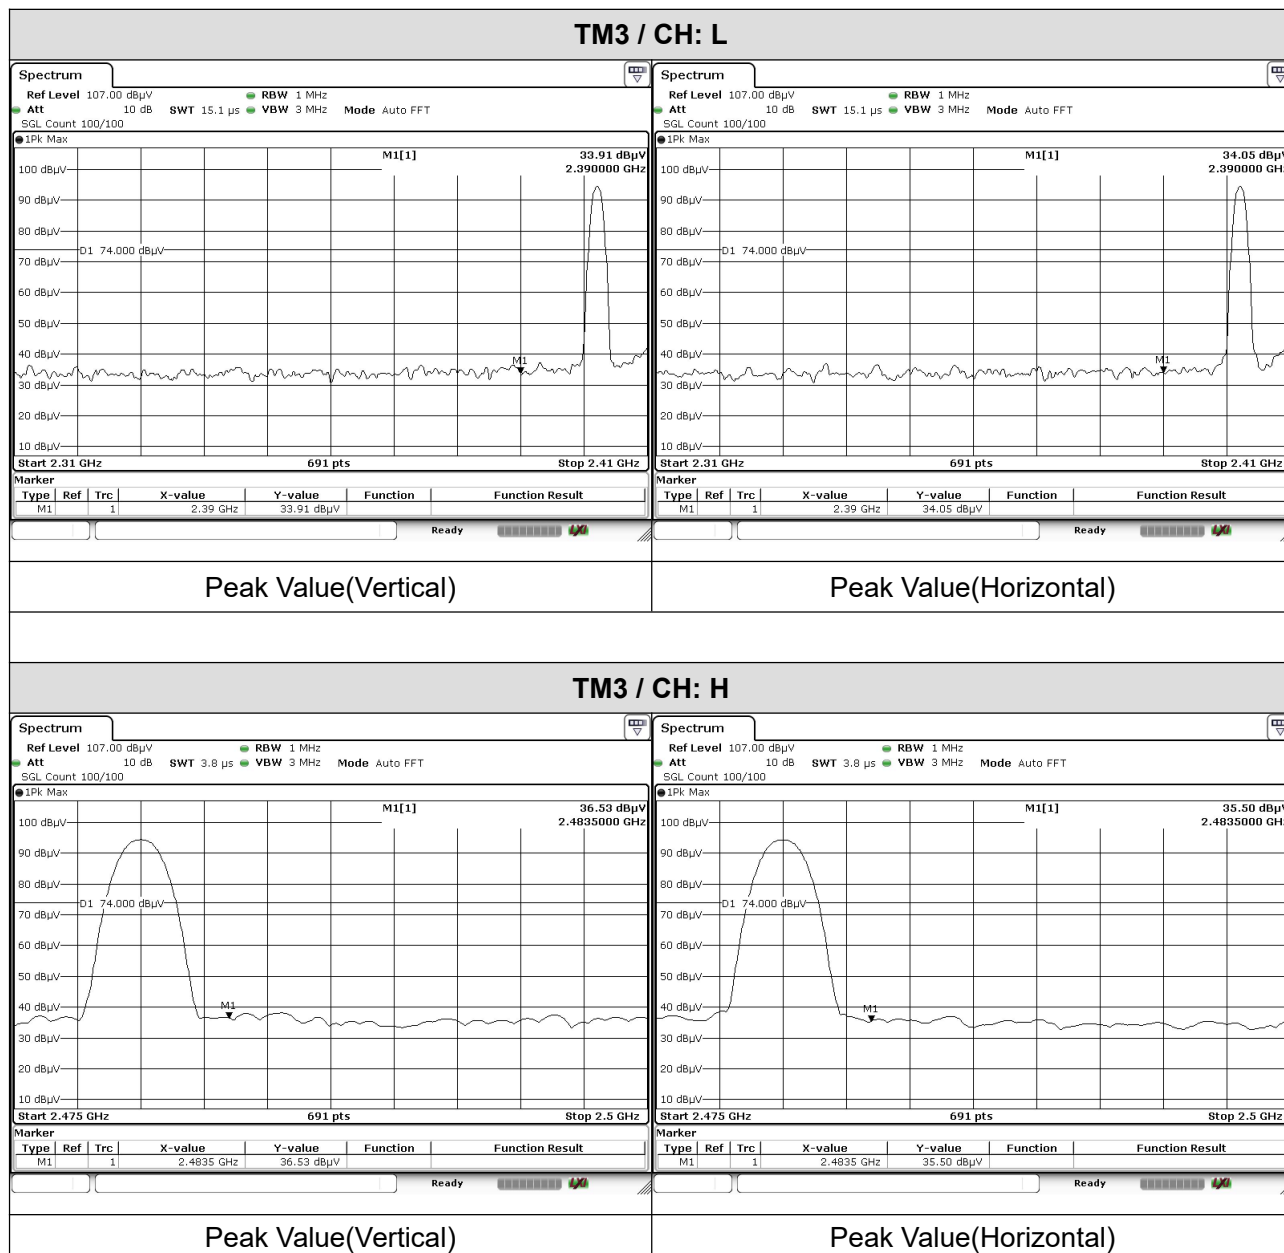 TM3 / CH: L
Spectrum
Ref Level 107.00 dBµV RBW 1 MHz
Att 10 dB SWT 15.1 µs VBW 3 MHz Mode Auto FFT
SGL Count 100/100
1Pk Max
M1[1] 33.91 dBµV
2.390000 GHz
100 dBµV
90 dBµV
80 dBµV
D1 74.000 dBµV
70 dBµV
60 dBµV
50 dBµV
40 dBµV
M1
30 dBµV
20 dBµV
10 dBµV
Start 2.31 GHz 691 pts Stop 2.41 GHz
Marker
Type Ref Trc X-value Y-value Function Function Result
M1 1 2.39 GHz 33.91 dBµV
Ready LXI
Peak Value(Vertical)
Spectrum
Ref Level 107.00 dBµV RBW 1 MHz
Att 10 dB SWT 15.1 µs VBW 3 MHz Mode Auto FFT
SGL Count 100/100
1Pk Max
M1[1] 34.05 dBµV
2.390000 GHz
100 dBµV
90 dBµV
80 dBµV
D1 74.000 dBµV
70 dBµV
60 dBµV
50 dBµV
40 dBµV
M1
30 dBµV
20 dBµV
10 dBµV
Start 2.31 GHz 691 pts Stop 2.41 GHz
Marker
Type Ref Trc X-value Y-value Function Function Result
M1 1 2.39 GHz 34.05 dBµV
Ready LXI
Peak Value(Horizontal)
TM3 / CH: H
Spectrum
Ref Level 107.00 dBµV RBW 1 MHz
Att 10 dB SWT 3.8 µs VBW 3 MHz Mode Auto FFT
SGL Count 100/100
1Pk Max
M1[1] 36.53 dBµV
2.4835000 GHz
100 dBµV
90 dBµV
80 dBµV
D1 74.000 dBµV
70 dBµV
60 dBµV
50 dBµV
40 dBµV
M1
30 dBµV
20 dBµV
10 dBµV
Start 2.475 GHz 691 pts Stop 2.5 GHz
Marker
Type Ref Trc X-value Y-value Function Function Result
M1 1 2.4835 GHz 36.53 dBµV
Ready LXI
Peak Value(Vertical)
Spectrum
Ref Level 107.00 dBµV RBW 1 MHz
Att 10 dB SWT 3.8 µs VBW 3 MHz Mode Auto FFT
SGL Count 100/100
1Pk Max
M1[1] 35.50 dBµV
2.4835000 GHz
100 dBµV
90 dBµV
80 dBµV
D1 74.000 dBµV
70 dBµV
60 dBµV
50 dBµV
40 dBµV
M1
30 dBµV
20 dBµV
10 dBµV
Start 2.475 GHz 691 pts Stop 2.5 GHz
Marker
Type Ref Trc X-value Y-value Function Function Result
M1 1 2.4835 GHz 35.50 dBµV
Ready LXI
Peak Value(Horizontal)